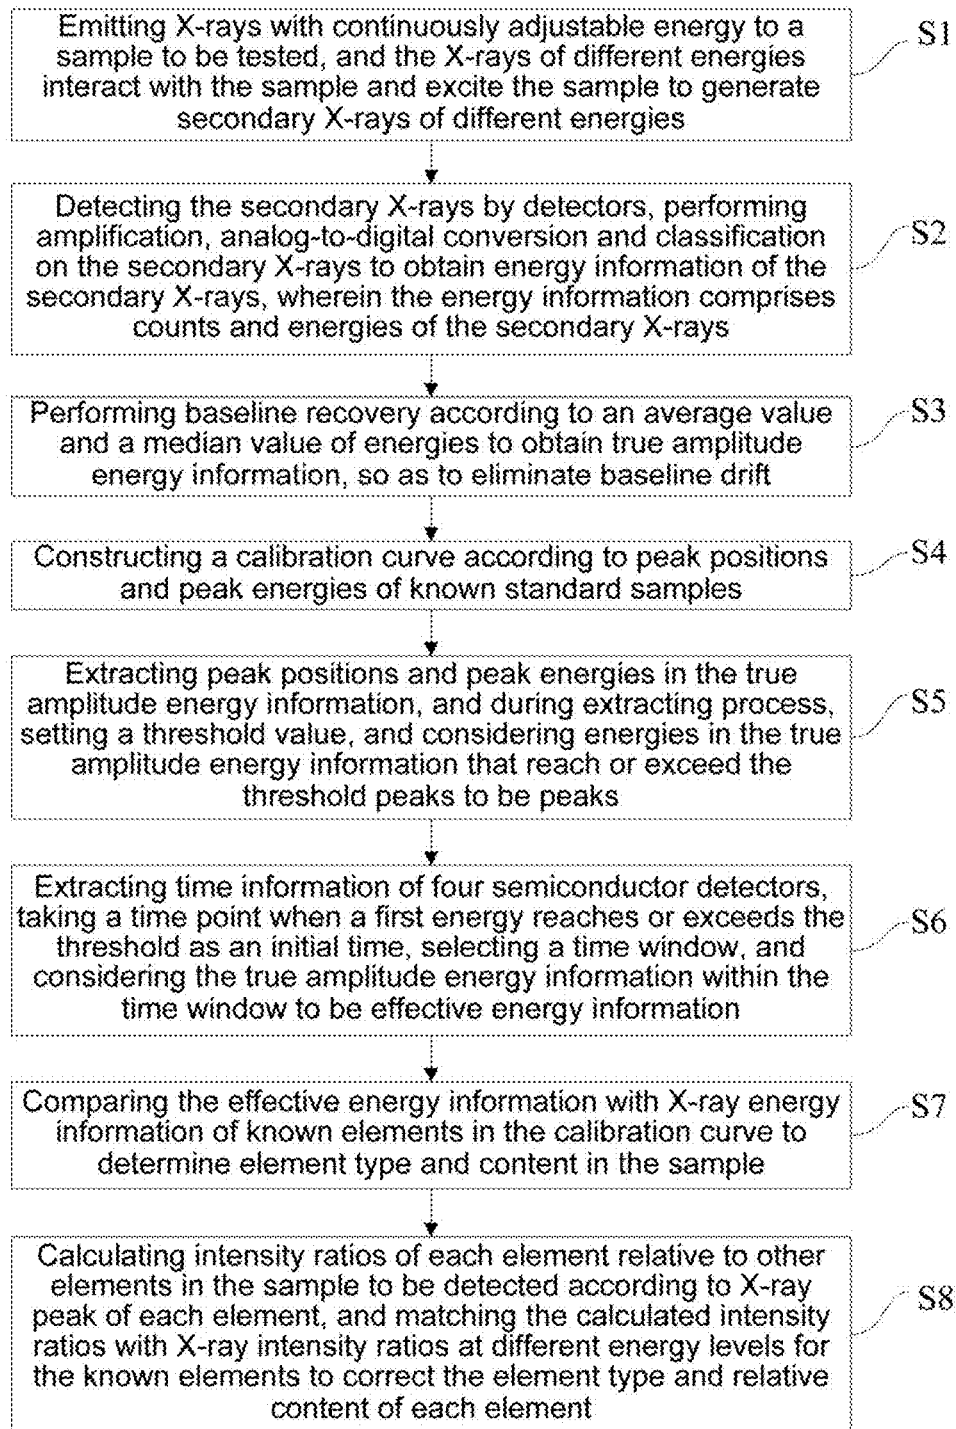 Emitting X-rays with continuously adjustable energy to a
sample to be tested, and the X-rays of different energies
interact with the sample and excite the sample to generate
secondary X-rays of different energies
S1
Detecting the secondary X-rays by detectors, performing
amplification, analog-to-digital conversion and classification
on the secondary X-rays to obtain energy information of the
secondary X-rays, wherein the energy information comprises
counts and energies of the secondary X-rays
S2
Performing baseline recovery according to an average value
and a median value of energies to obtain true amplitude
energy information, so as to eliminate baseline drift
S3
Constructing a calibration curve according to peak positions
and peak energies of known standard samples
S4
Extracting peak positions and peak energies in the true
amplitude energy information, and during extracting process,
setting a threshold value, and considering energies in the true
amplitude energy information that reach or exceed the
threshold peaks to be peaks
S5
Extracting time information of four semiconductor detectors,
taking a time point when a first energy reaches or exceeds the
threshold as an initial time, selecting a time window, and
considering the true amplitude energy information within the
time window to be effective energy information
S6
Comparing the effective energy information with X-ray energy
information of known elements in the calibration curve to
determine element type and content in the sample
S7
Calculating intensity ratios of each element relative to other
elements in the sample to be detected according to X-ray
peak of each element, and matching the calculated intensity
ratios with X-ray intensity ratios at different energy levels for
the known elements to correct the element type and relative
content of each element
S8